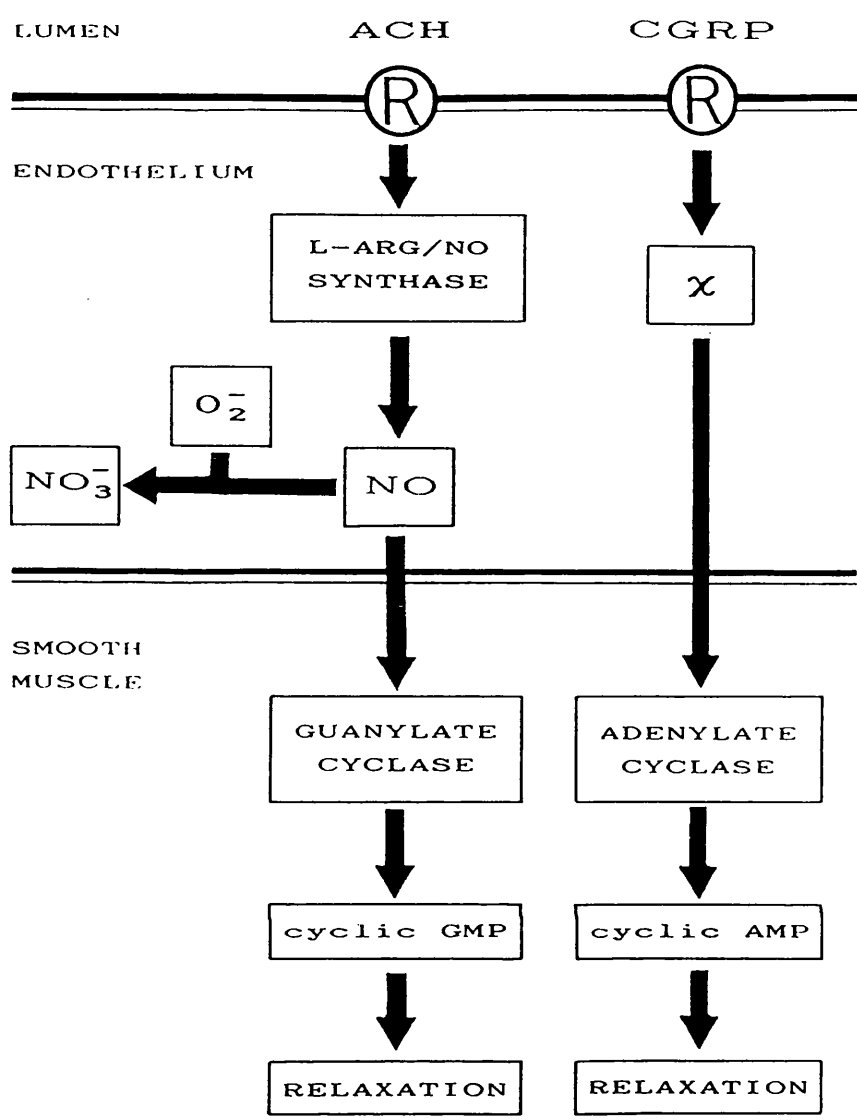 LUMEN
ACH
CGRP
R
R
ENDOTHELIUM
L-ARG/NO
SYNTHASE
χ
O₂⁻
NO₃⁻
NO
SMOOTH
MUSCLE
GUANYLATE
CYCLASE
ADENYLATE
CYCLASE
cyclic GMP
cyclic AMP
RELAXATION
RELAXATION